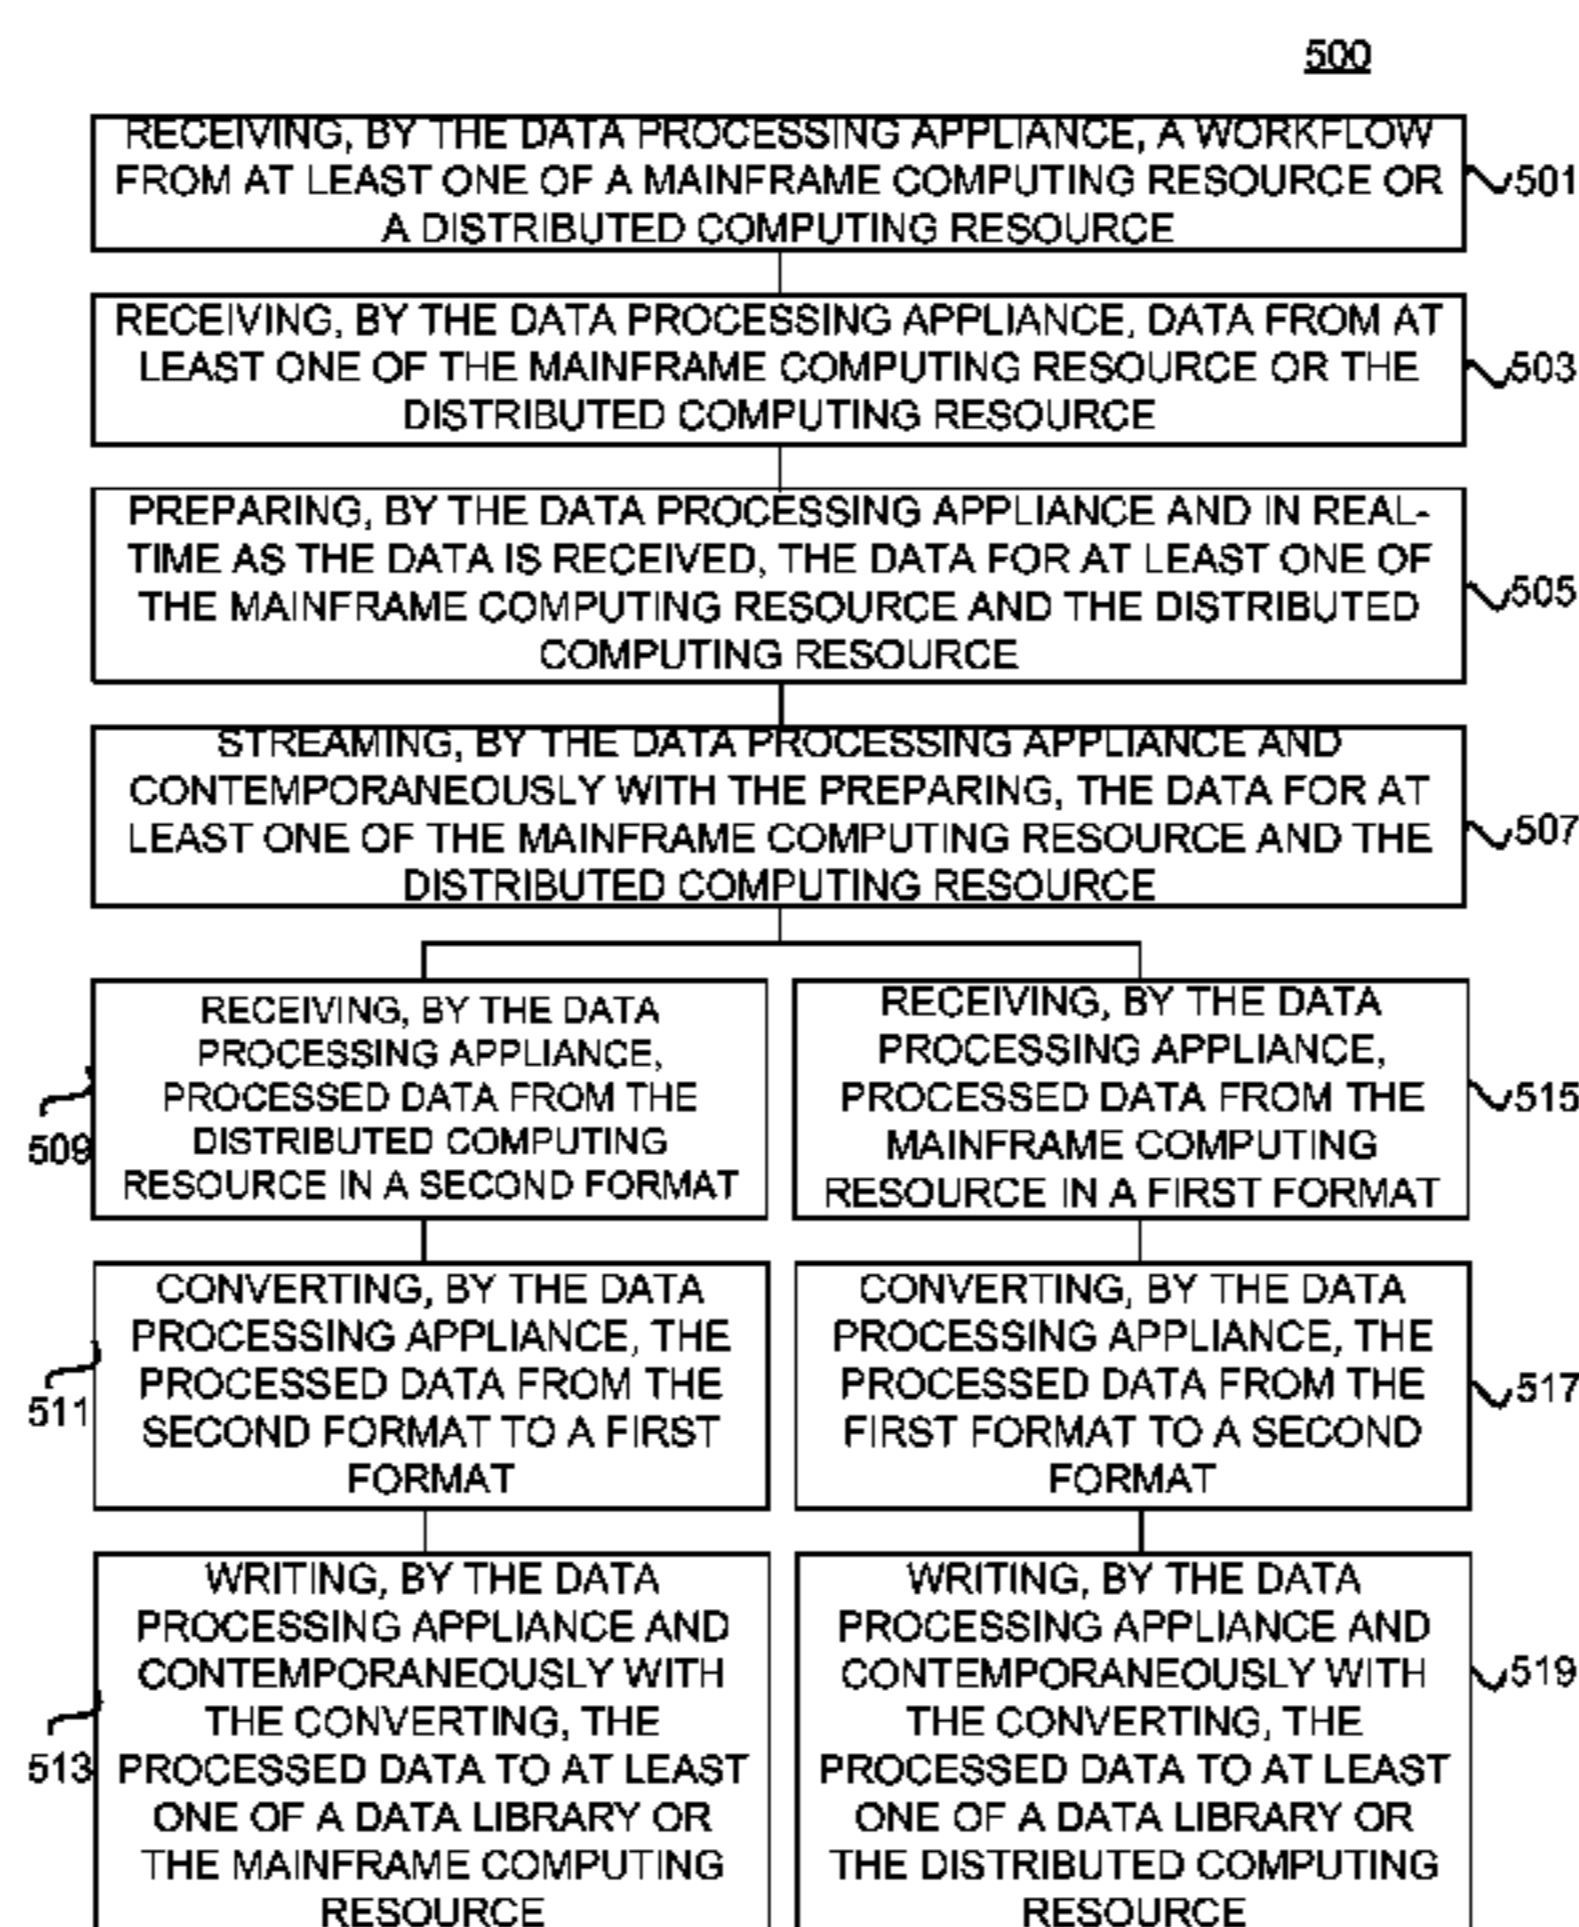 500
RECEIVING, BY THE DATA PROCESSING APPLIANCE, A WORKFLOW
FROM AT LEAST ONE OF A MAINFRAME COMPUTING RESOURCE OR
A DISTRIBUTED COMPUTING RESOURCE
501
RECEIVING, BY THE DATA PROCESSING APPLIANCE, DATA FROM AT
LEAST ONE OF THE MAINFRAME COMPUTING RESOURCE OR THE
DISTRIBUTED COMPUTING RESOURCE
503
PREPARING, BY THE DATA PROCESSING APPLIANCE AND IN REAL-
TIME AS THE DATA IS RECEIVED, THE DATA FOR AT LEAST ONE OF
THE MAINFRAME COMPUTING RESOURCE AND THE DISTRIBUTED
COMPUTING RESOURCE
505
STREAMING, BY THE DATA PROCESSING APPLIANCE AND
CONTEMPORANEOUSLY WITH THE PREPARING, THE DATA FOR AT
LEAST ONE OF THE MAINFRAME COMPUTING RESOURCE AND THE
DISTRIBUTED COMPUTING RESOURCE
507
RECEIVING, BY THE DATA
PROCESSING APPLIANCE,
PROCESSED DATA FROM THE
DISTRIBUTED COMPUTING
RESOURCE IN A SECOND FORMAT
509
RECEIVING, BY THE DATA
PROCESSING APPLIANCE,
PROCESSED DATA FROM THE
MAINFRAME COMPUTING
RESOURCE IN A FIRST FORMAT
515
CONVERTING, BY THE DATA
PROCESSING APPLIANCE, THE
PROCESSED DATA FROM THE
SECOND FORMAT TO A FIRST
FORMAT
511
CONVERTING, BY THE DATA
PROCESSING APPLIANCE, THE
PROCESSED DATA FROM THE
FIRST FORMAT TO A SECOND
FORMAT
517
WRITING, BY THE DATA
PROCESSING APPLIANCE AND
CONTEMPORANEOUSLY WITH
THE CONVERTING, THE
PROCESSED DATA TO AT LEAST
ONE OF A DATA LIBRARY OR
THE MAINFRAME COMPUTING
RESOURCE
513
WRITING, BY THE DATA
PROCESSING APPLIANCE AND
CONTEMPORANEOUSLY WITH
THE CONVERTING, THE
PROCESSED DATA TO AT LEAST
ONE OF A DATA LIBRARY OR
THE DISTRIBUTED COMPUTING
RESOURCE
519